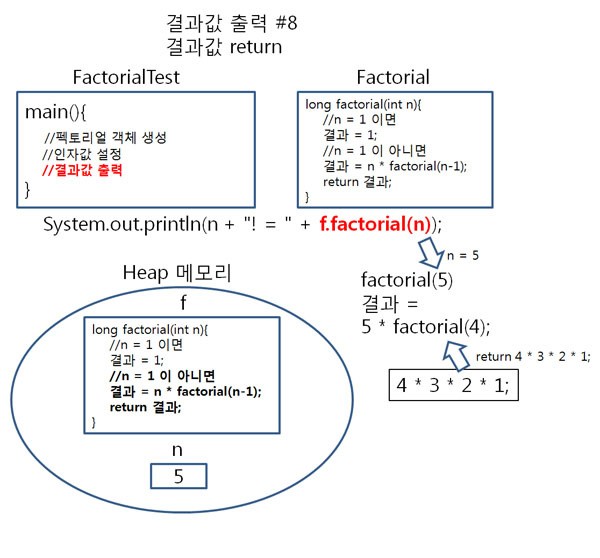 결과값 출력 #8
결과값 return
FactorialTest
main(){
//펙토리얼 객체 생성
//인자값 설정
//결과값 출력
}
Factorial
long factorial(int n){
//n = 1 이면
결과 = 1;
//n = 1 이 아니면
결과 = n * factorial(n-1);
return 결과;
}
System.out.println(n + "! = " + f.factorial(n));
n = 5
factorial(5)
결과 =
5 * factorial(4);
return 4 * 3 * 2 * 1;
4 * 3 * 2 * 1;
Heap 메모리
f
long factorial(int n){
//n = 1 이면
결과 = 1;
//n = 1 이 아니면
결과 = n * factorial(n-1);
return 결과;
}
n
5